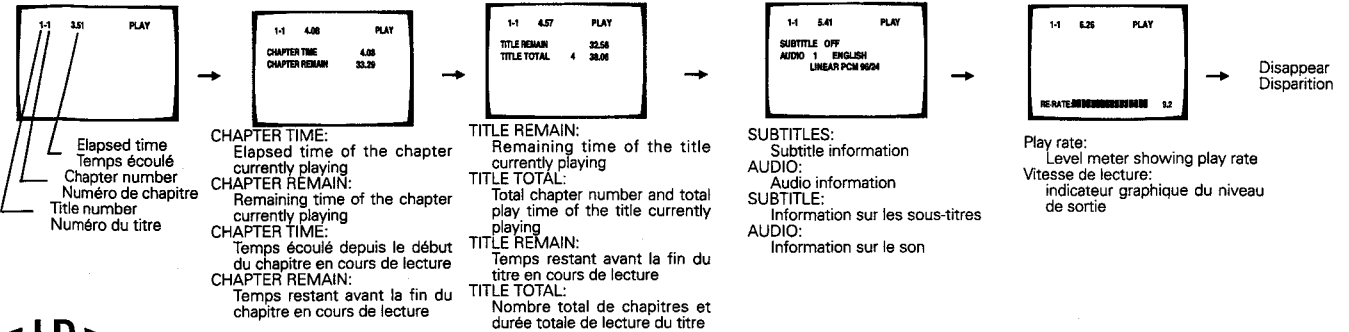 1-1 3.51 PLAY
Elapsed time
Temps écoulé
Chapter number
Numéro de chapitre
Title number
Numéro du titre
1-1 4.08 PLAY
CHAPTER TIME 4.08
CHAPTER REMAIN 33.29
CHAPTER TIME:
Elapsed time of the chapter
currently playing
CHAPTER REMAIN:
Remaining time of the chapter
currently playing
CHAPTER TIME:
Temps écoulé depuis le début
du chapitre en cours de lecture
CHAPTER REMAIN:
Temps restant avant la fin du
chapitre en cours de lecture
1-1 4.57 PLAY
TITLE REMAIN 32.58
TITLE TOTAL 4 38.06
TITLE REMAIN:
Remaining time of the title
currently playing
TITLE TOTAL:
Total chapter number and total
play time of the title currently
playing
TITLE REMAIN:
Temps restant avant la fin du
titre en cours de lecture
TITLE TOTAL:
Nombre total de chapitres et
durée totale de lecture du titre
1-1 5.41 PLAY
SUBTITLE OFF
AUDIO 1 ENGLISH
LINEAR PCM 96/24
SUBTITLES:
Subtitle information
AUDIO:
Audio information
SUBTITLE:
Information sur les sous-titres
AUDIO:
Information sur le son
1-1 6.26 PLAY
RE-RATE: 9.2
Play rate:
Level meter showing play rate
Vitesse de lecture:
indicateur graphique du niveau
de sortie
Disappear
Disparition